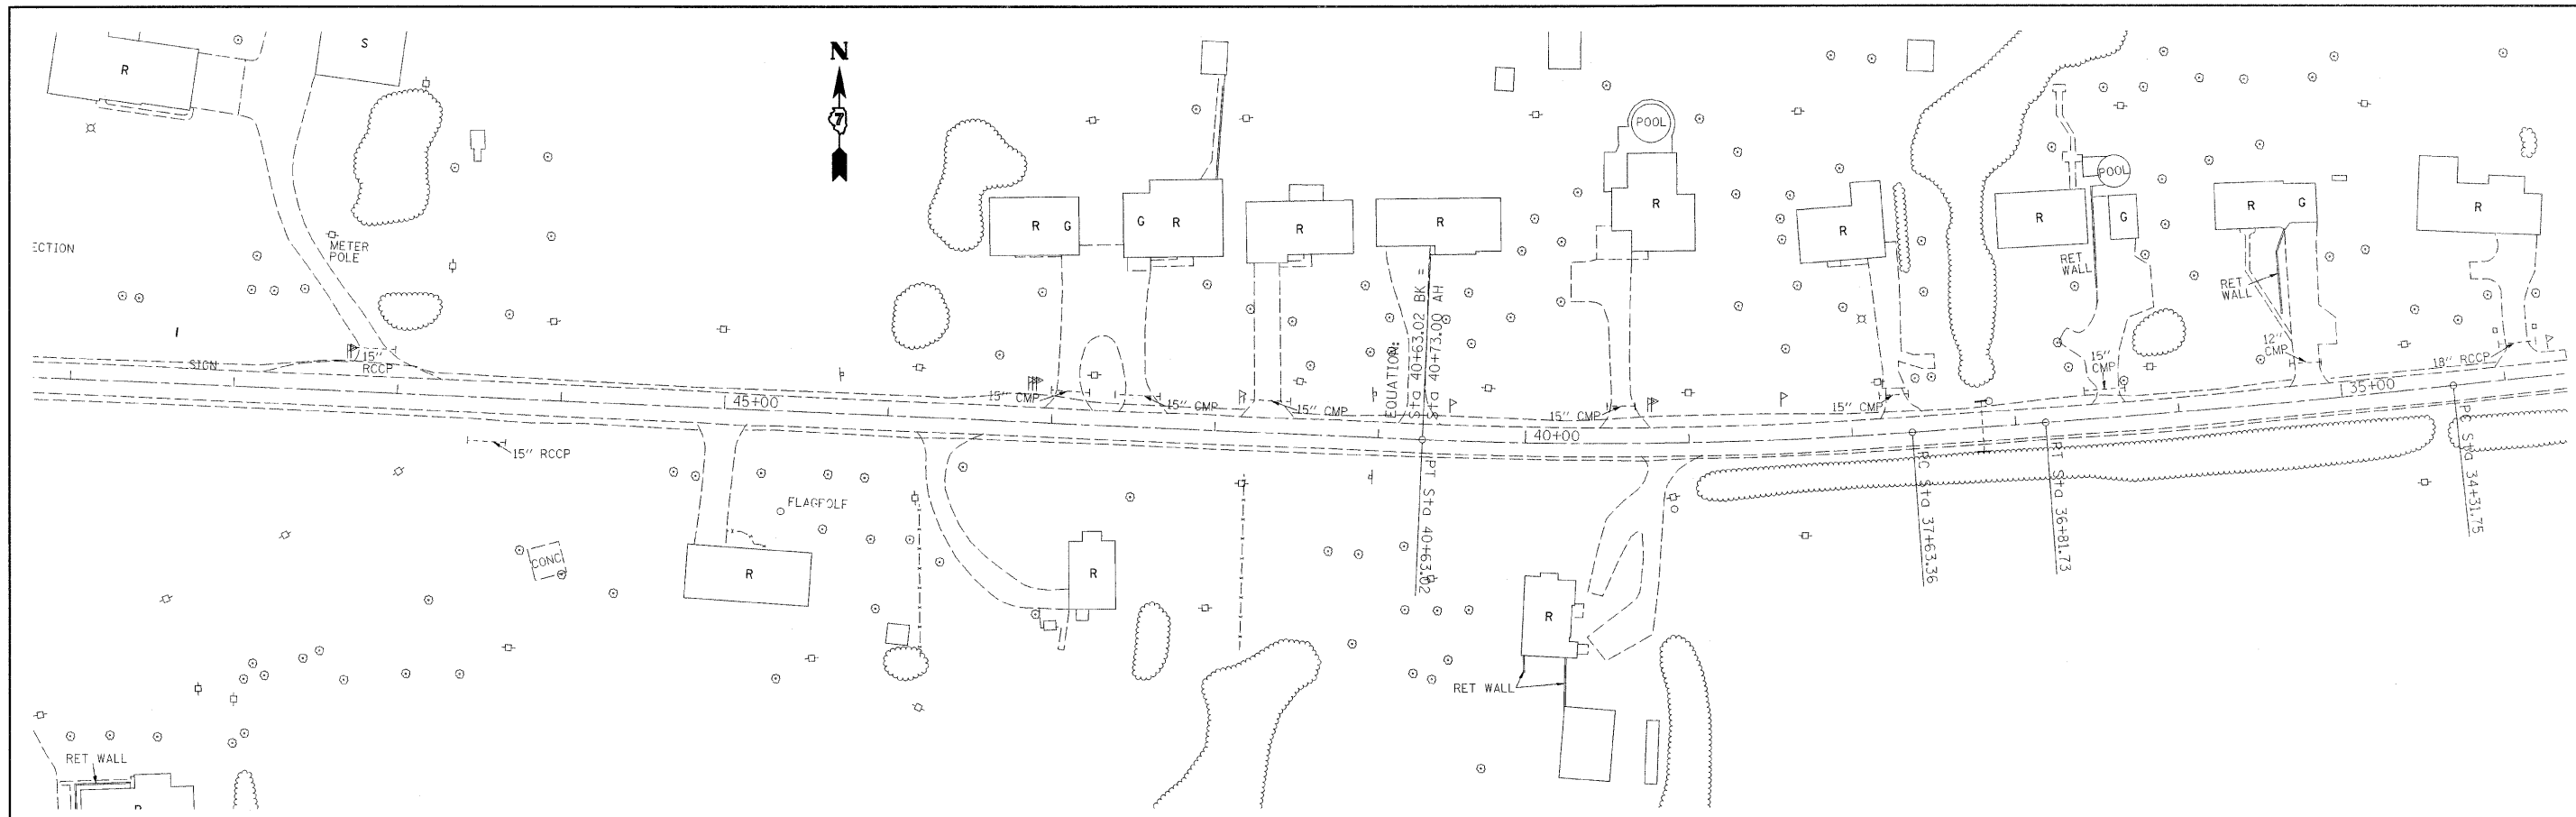 N
7
R
S
POOL
POOL
ECTION
METER
POLE
R G
G R
R
R
R
R
R
G
R G
R
RET
WALL
RET
WALL
EQUATION:
Sta 40+63.02 BK =
Sta 40+73.00 AH
SIGN
15"
RCCP
15" CMP
15" CMP
15" CMP
15" CMP
15" CMP
15"
CMP
12"
CMP
18" RCCP
45+00
40+00
35+00
15" RCCP
PT Sta 40+63.02
PC Sta 37+63.36
PT Sta 36+81.73
PC Sta 34+31.75
FLAGPOLE
CONC
R
R
R
RET WALL
RET WALL